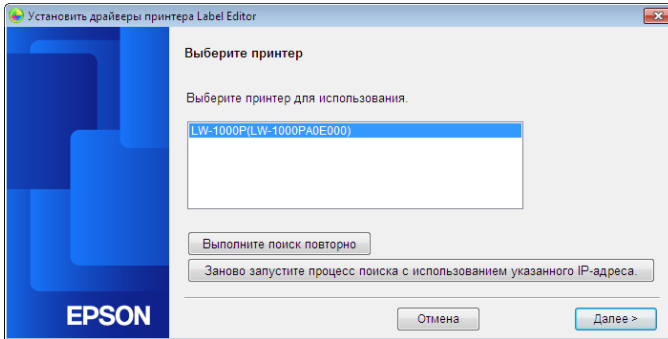 Установить драйверы принтера Label Editor
Выберите принтер
Выберите принтер для использования.
LW-1000P(LW-1000PA0E000)
Выполните поиск повторно
Заново запустите процесс поиска с использованием указанного IP-адреса.
EPSON
Отмена
Далее >